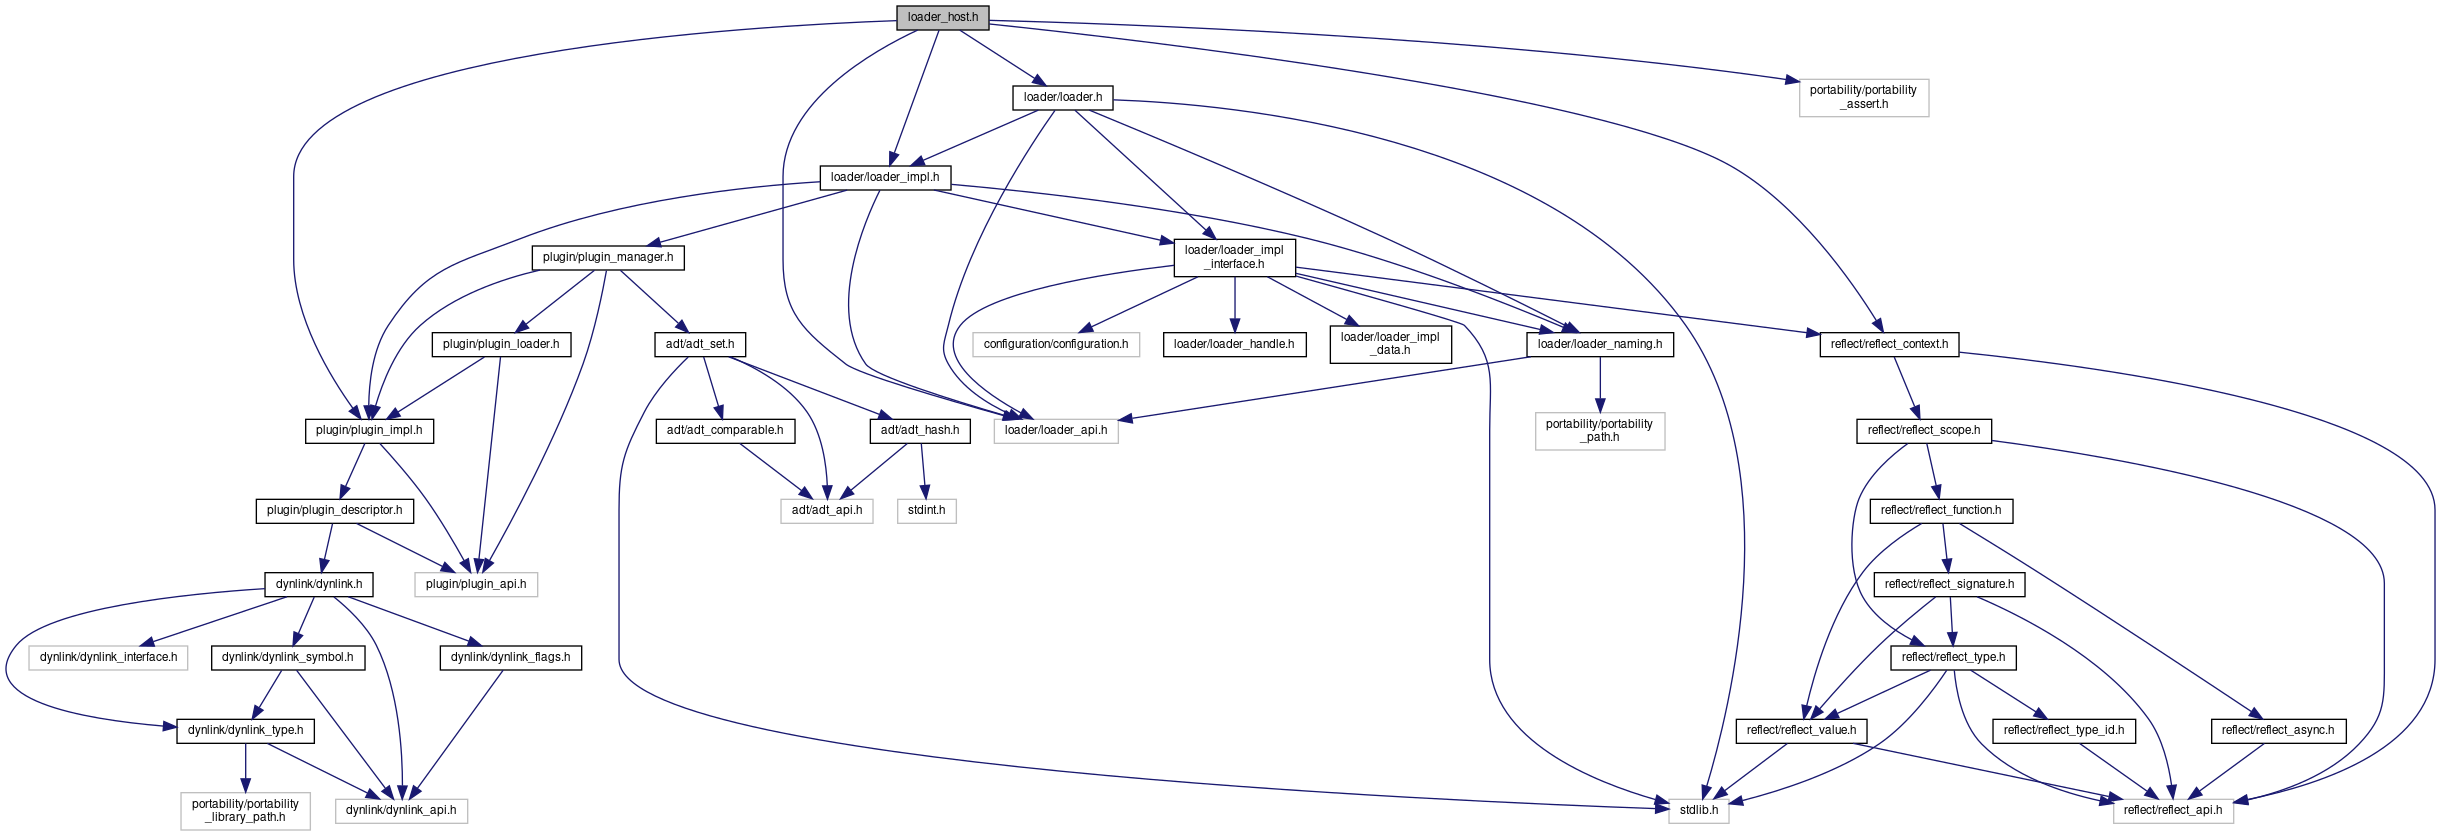 loader_host.h
portability/portability
_assert.h
loader/loader.h
loader/loader_impl.h
plugin/plugin_manager.h
loader/loader_impl
_interface.h
plugin/plugin_loader.h
adt/adt_set.h
configuration/configuration.h
loader/loader_handle.h
loader/loader_impl
_data.h
loader/loader_naming.h
reflect/reflect_context.h
plugin/plugin_impl.h
adt/adt_comparable.h
adt/adt_hash.h
loader/loader_api.h
portability/portability
_path.h
reflect/reflect_scope.h
plugin/plugin_descriptor.h
adt/adt_api.h
stdint.h
reflect/reflect_function.h
dynlink/dynlink.h
plugin/plugin_api.h
reflect/reflect_signature.h
dynlink/dynlink_interface.h
dynlink/dynlink_symbol.h
dynlink/dynlink_flags.h
reflect/reflect_type.h
dynlink/dynlink_type.h
reflect/reflect_value.h
reflect/reflect_type_id.h
reflect/reflect_async.h
portability/portability
_library_path.h
dynlink/dynlink_api.h
stdlib.h
reflect/reflect_api.h